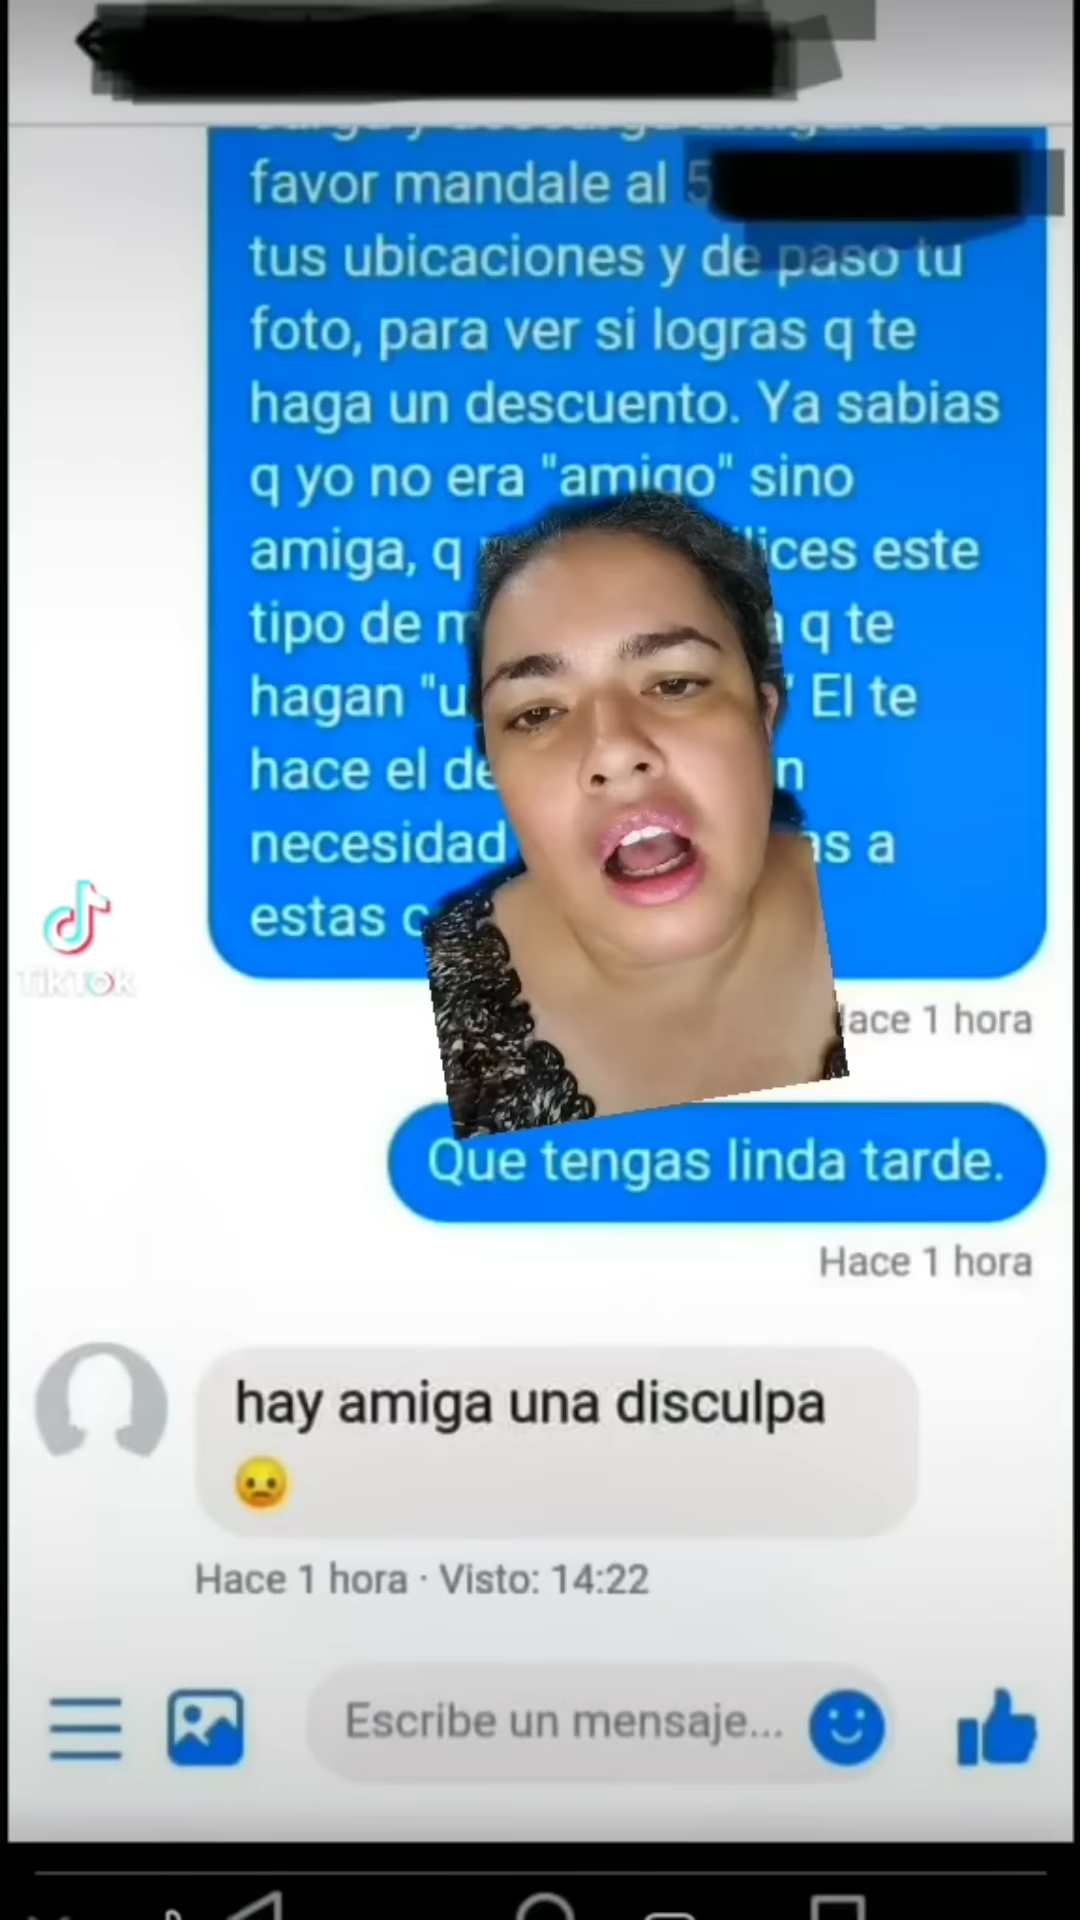 favor mandale al 5
tus ubicaciones y de paso tu
foto, para ver si logras q te
haga un descuento. Ya sabias
q yo no era "amigo" sino
amiga, q ices este
tipo de q te
hagan "u El te
hace el de n
necesidad as a
estas c
TikTok
ace 1 hora
Que tengas linda tarde.
Hace 1 hora
hay amiga una disculpa
Hace 1 hora · Visto: 14:22
Escribe un mensaje...